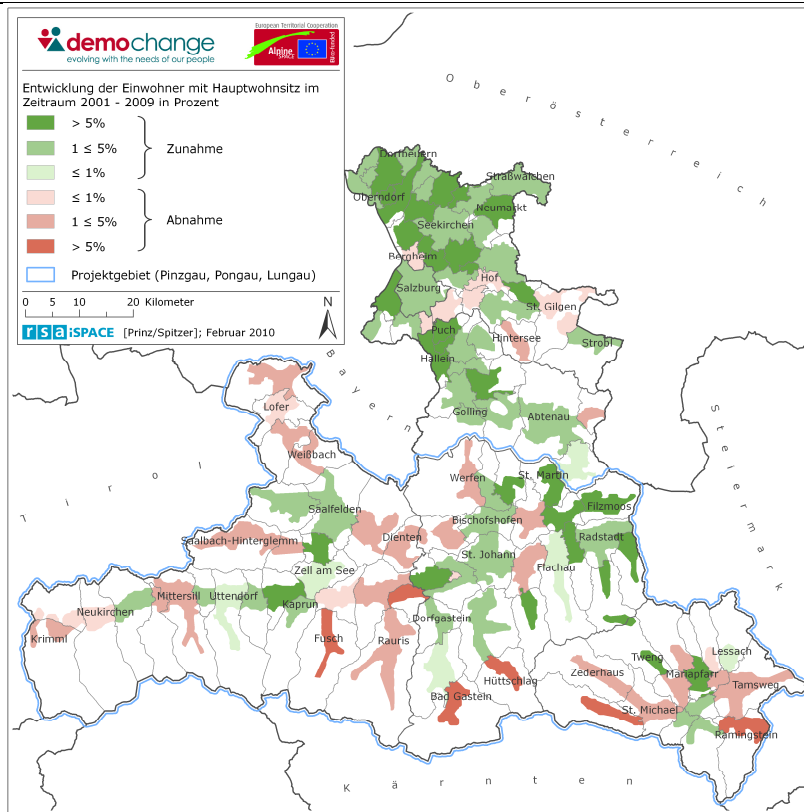 demochange
evolving with the needs of our people
European Territorial Cooperation
Alpine
space
Entwicklung der Einwohner mit Hauptwohnsitz im
Zeitraum 2001 - 2009 in Prozent
> 5%
1 ≤ 5%
≤ 1%
Zunahme
≤ 1%
1 ≤ 5%
> 5%
Abnahme
Projektgebiet (Pinzgau, Pongau, Lungau)
0 5 10 20 Kilometer
N
rsa iSPACE [Prinz/Spitzer]; Februar 2010
Oberösterreich
Dorfbeuern
Straßwalchen
Oberndorf
Neumarkt
Seekirchen
Bergheim
Hof
Salzburg
St. Gilgen
Puch
Hintersee
Strobl
Hallein
Bayern
Golling
Abtenau
Steiermark
Lofer
Weißbach
Tirol
Werfen
St. Martin
Filzmoos
Saalfelden
Bischofshofen
Saalbach-Hinterglemm
Dienten
Radstadt
St. Johann
Zell am See
Flachau
Mittersill
Uttendorf
Kaprun
Neukirchen
Dorfgastein
Krimml
Fusch
Rauris
Lessach
Tweng
Zederhaus
Mariapfarr
Hüttschlag
Tamsweg
Bad Gastein
St. Michael
Ramingstein
Kärnten